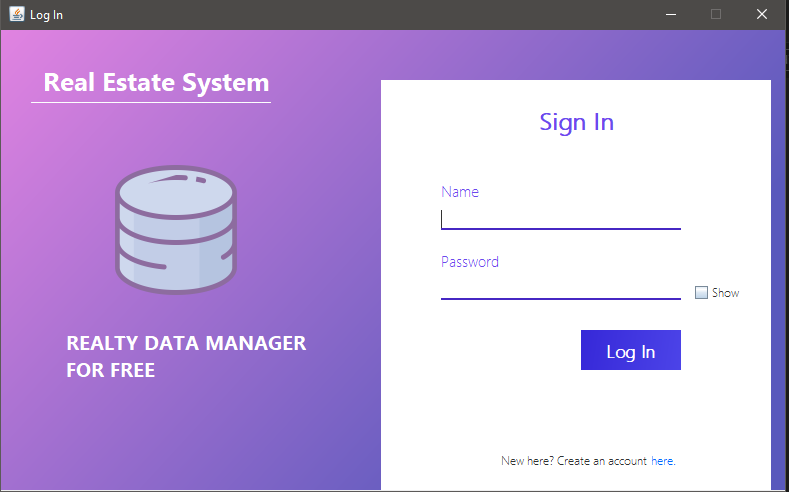 Log In
Real Estate System
REALTY DATA MANAGER
FOR FREE
Sign In
Name
Password
Show
Log In
New here? Create an account here.